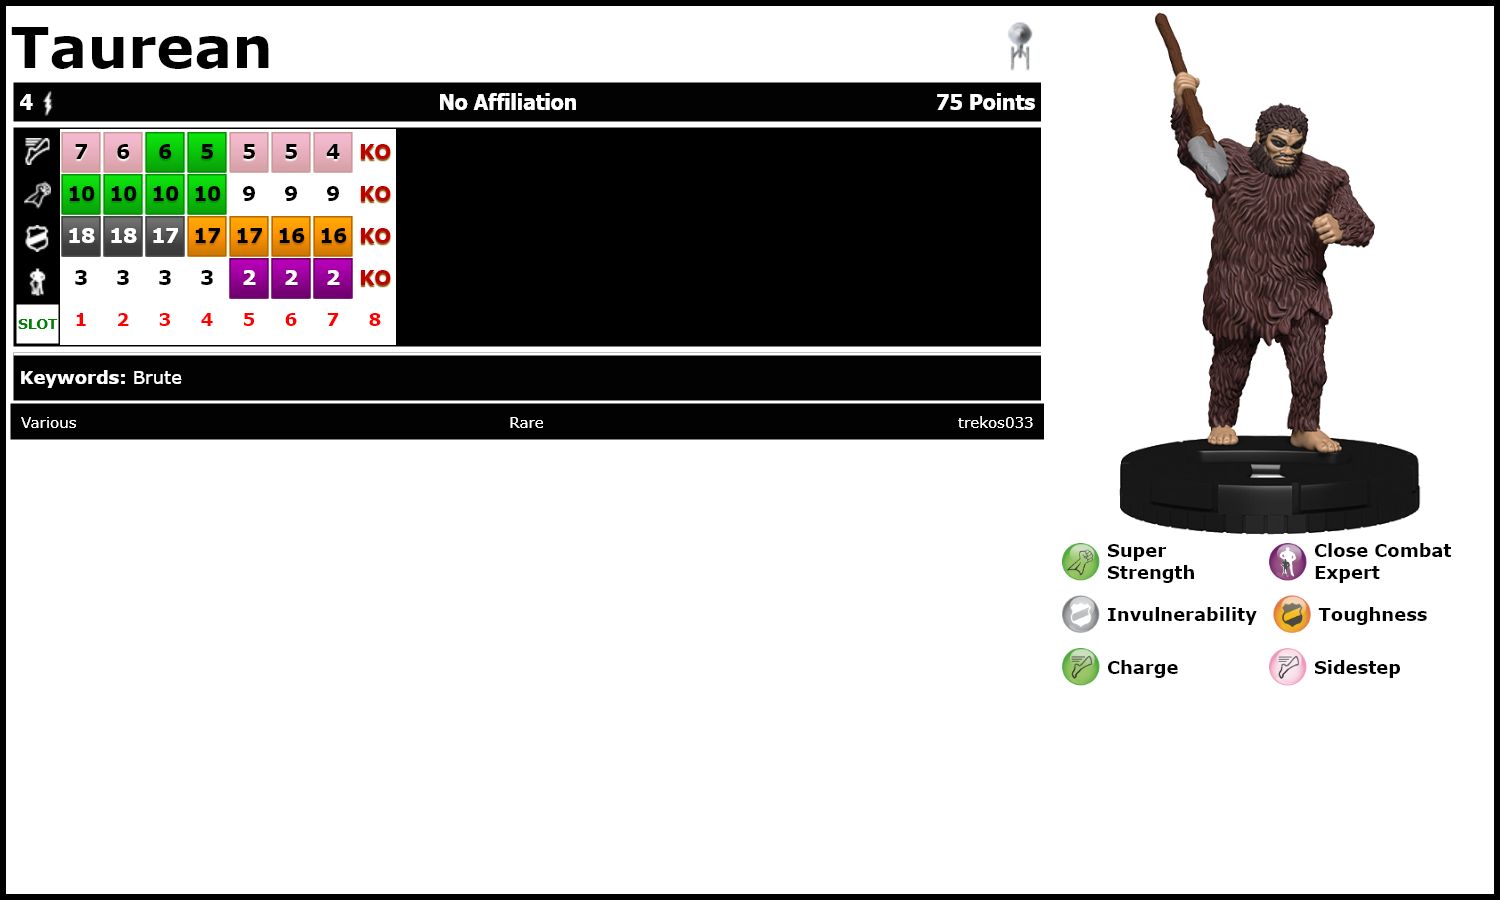 Taurean
4 No Affiliation 75 Points
7 6 6 5 5 5 4 KO
10 10 10 10 9 9 9 KO
18 18 17 17 17 16 16 KO
3 3 3 3 2 2 2 KO
SLOT 1 2 3 4 5 6 7 8
Keywords: Brute
Various Rare trekos033
Super
Strength
Close Combat
Expert
Invulnerability
Toughness
Charge
Sidestep